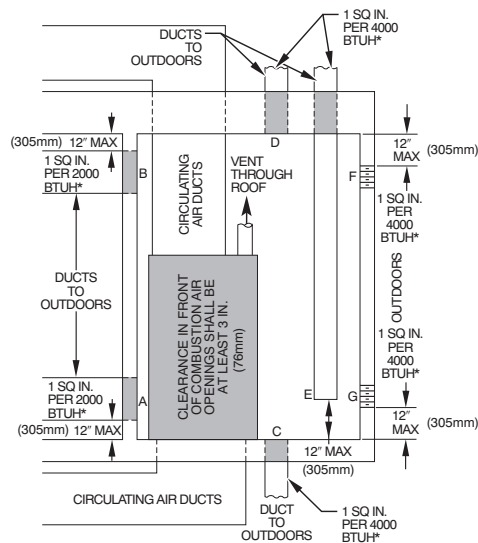 DUCTS
TO
OUTDOORS
1 SQ IN.
PER 4000
BTUH*
12" MAX
(305mm)
1 SQ IN.
PER 2000
BTUH*
B
D
CIRCULATING
AIR DUCTS
VENT
THROUGH
ROOF
12"
MAX
(305mm)
F
1 SQ IN.
PER
4000
BTUH*
OUTDOORS
DUCTS
TO
OUTDOORS
CLEARANCE IN FRONT
OF COMBUSTION AIR
OPENINGS SHALL BE
AT LEAST 3 IN.
(76mm)
1 SQ IN.
PER
4000
BTUH*
1 SQ IN.
PER 2000
BTUH*
A
E
G
(305mm)
12" MAX
C
12" MAX
(305mm)
12"
MAX
(305mm)
CIRCULATING AIR DUCTS
DUCT
TO
OUTDOORS
1 SQ IN.
PER 4000
BTUH*